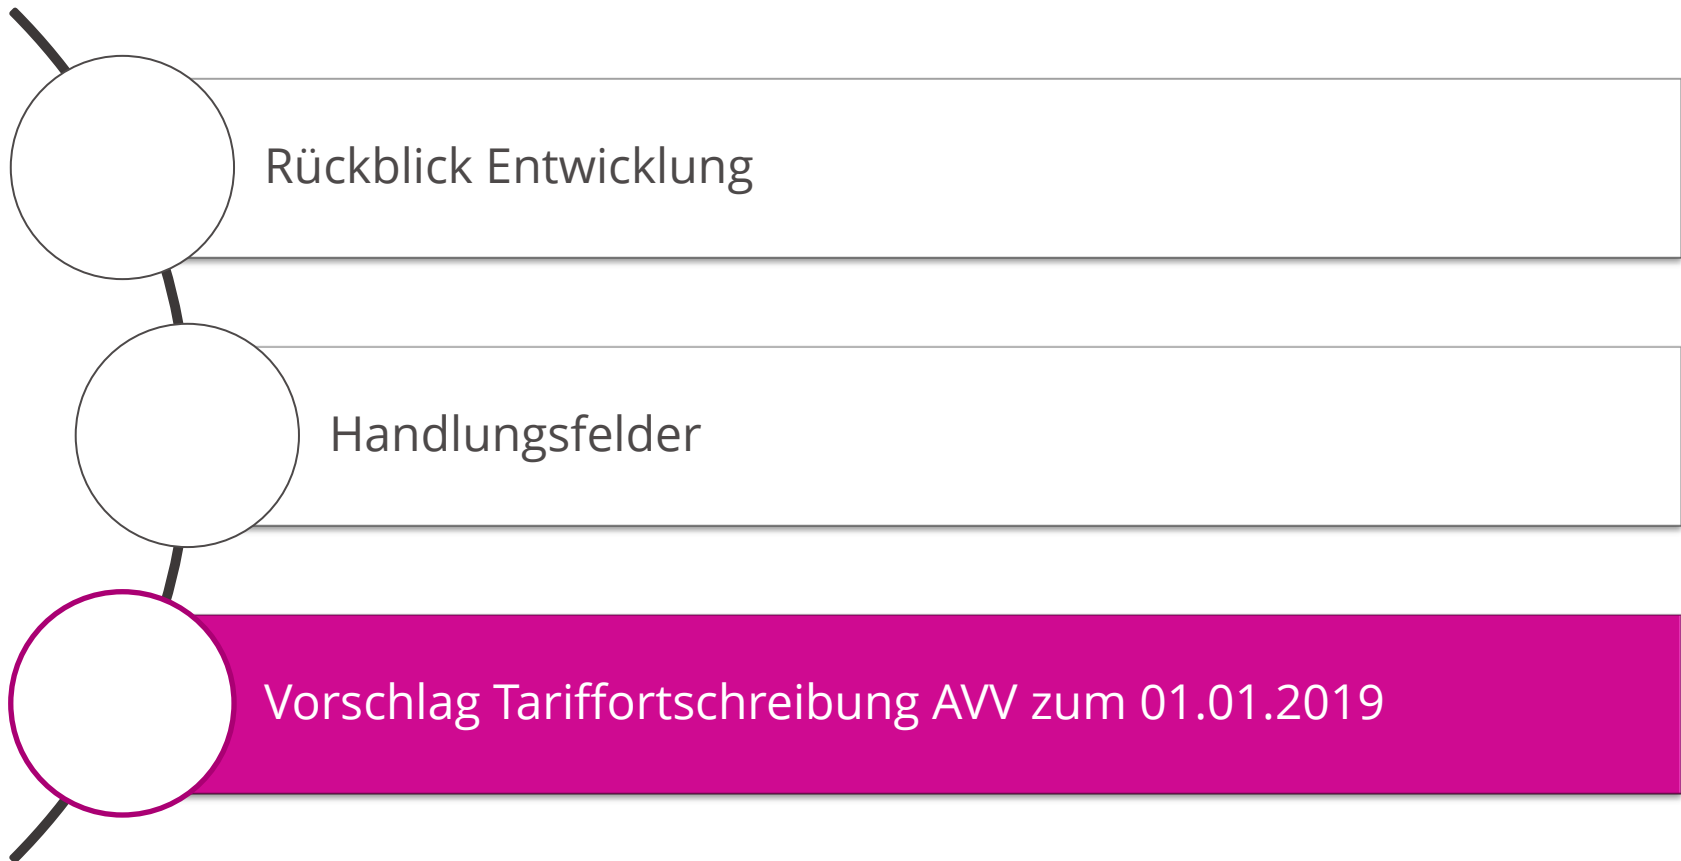 Rückblick Entwicklung
Handlungsfelder
Vorschlag Tariffortschreibung AVV zum 01.01.2019